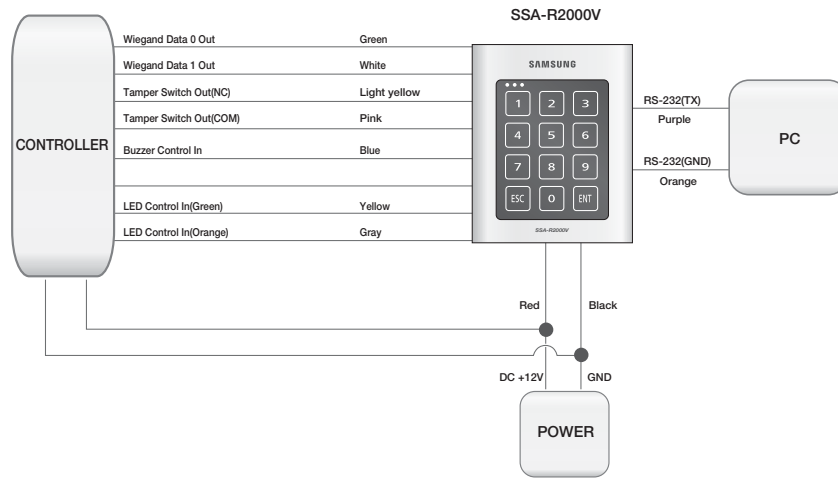 SSA-R2000V
Wiegand Data 0 Out Green
Wiegand Data 1 Out White
Tamper Switch Out(NC) Light yellow
Tamper Switch Out(COM) Pink
Buzzer Control In Blue
LED Control In(Green) Yellow
LED Control In(Orange) Gray
CONTROLLER
SAMSUNG
1 2 3
4 5 6
7 8 9
ESC 0 ENT
SSA-R2000V
RS-232(TX)
Purple
RS-232(GND)
Orange
PC
Red Black
DC +12V GND
POWER